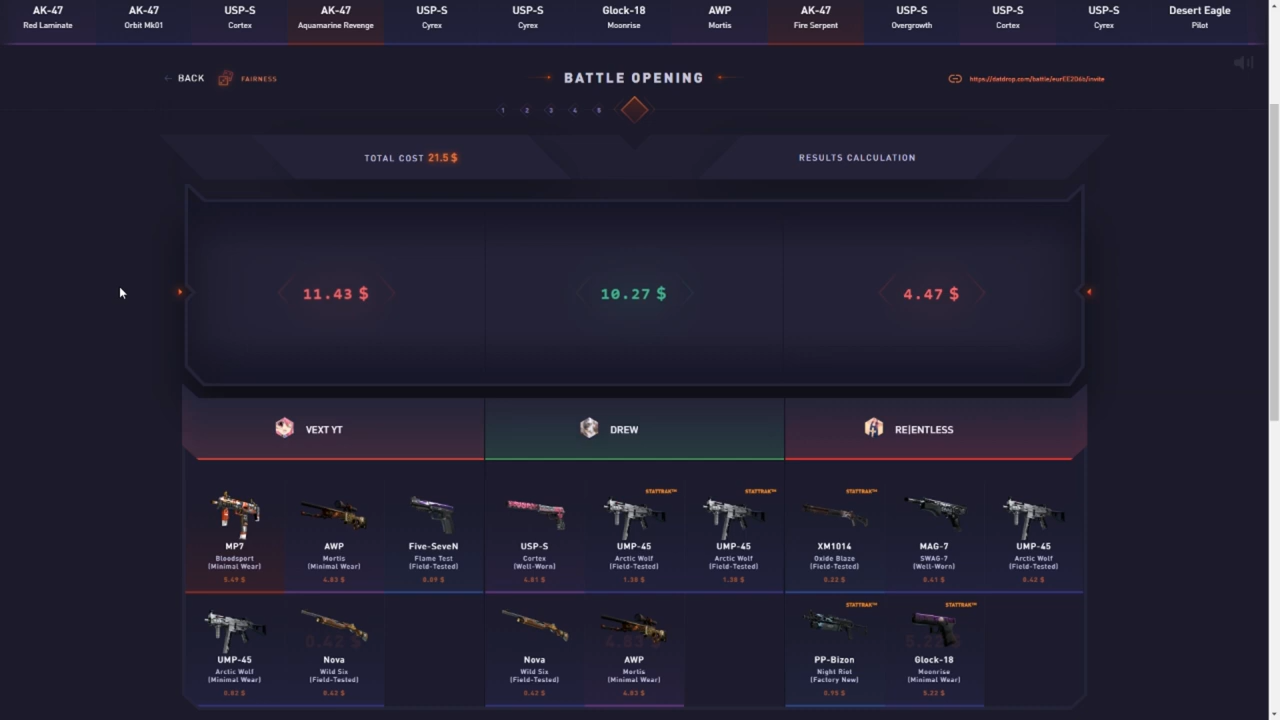 AK-47
Red Laminate
AK-47
Orbit Mk01
USP-S
Cortex
AK-47
Aquamarine Revenge
USP-S
Cyrex
USP-S
Cyrex
Glock-18
Moonrise
AWP
Mortis
AK-47
Fire Serpent
USP-S
Overgrowth
USP-S
Cortex
USP-S
Cyrex
Desert Eagle
Pilot
← BACK
FAIRNESS
BATTLE OPENING
1 2 3 4 5
TOTAL COST 21.5 $
RESULTS CALCULATION
11.43 $
10.27 $
4.47 $
VEXT YT
DREW
RE|ENTLESS
MP7
Bloodsport
(Minimal Wear)
5.49 $
AWP
Mortis
(Minimal Wear)
4.83 $
Five-SeveN
Flame Test
(Field-Tested)
0.09 $
USP-S
Cortex
(Well-Worn)
4.81 $
STATTRAK™
UMP-45
Arctic Wolf
(Field-Tested)
1.38 $
STATTRAK™
UMP-45
Arctic Wolf
(Field-Tested)
1.38 $
STATTRAK™
XM1014
Oxide Blaze
(Field-Tested)
0.22 $
MAG-7
SWAG-7
(Well-Worn)
0.41 $
UMP-45
Arctic Wolf
(Field-Tested)
0.42 $
UMP-45
Arctic Wolf
(Minimal Wear)
Nova
Wild Six
(Field-Tested)
0.42 $
Nova
Wild Six
(Field-Tested)
0.42 $
AWP
Mortis
(Minimal Wear)
4.83 $
STATTRAK™
PP-Bizon
Night Riot
(Factory New)
STATTRAK™
Glock-18
Moonrise
(Minimal Wear)
5.22 $